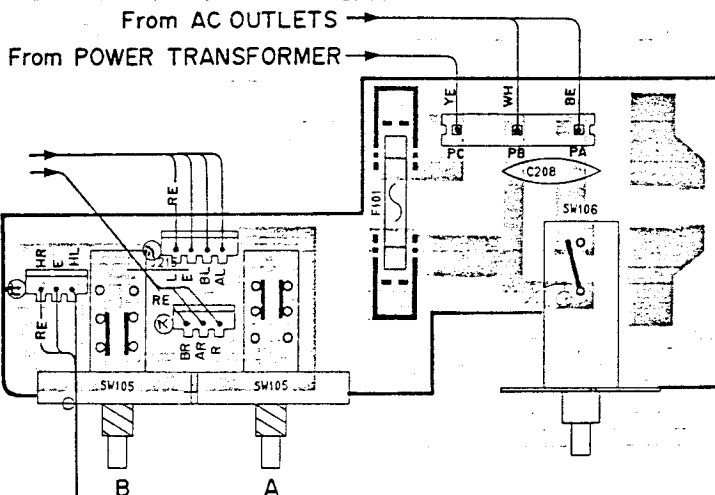 From AC OUTLETS
From POWER TRANSFORMER
YE WH BE
PC PB PA
C208
F101
SW106
RE
HR E HL
L E BL AL
RE
RE
BR AR R
SW105 SW105
B A